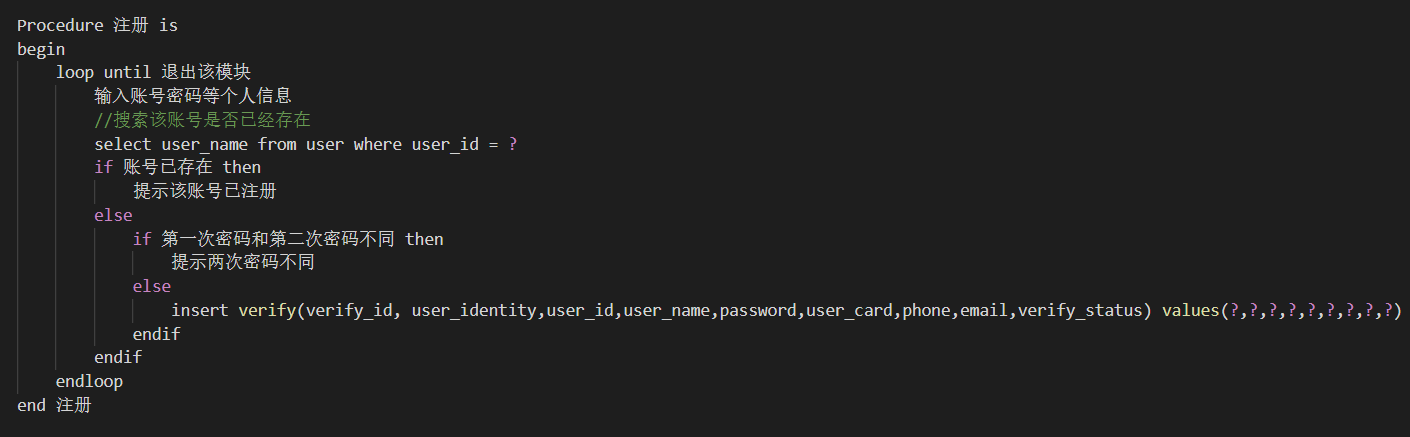 Procedure 注册 is
begin
loop until 退出该模块
输入账号密码等个人信息
//搜索该账号是否已经存在
select user_name from user where user_id = ?
if 账号已存在 then
提示该账号已注册
else
if 第一次密码和第二次密码不同 then
提示两次密码不同
else
insert verify(verify_id, user_identity,user_id,user_name,password,user_card,phone,email,verify_status) values(?,?,?,?,?,?,?,?,?)
endif
endif
endloop
end 注册